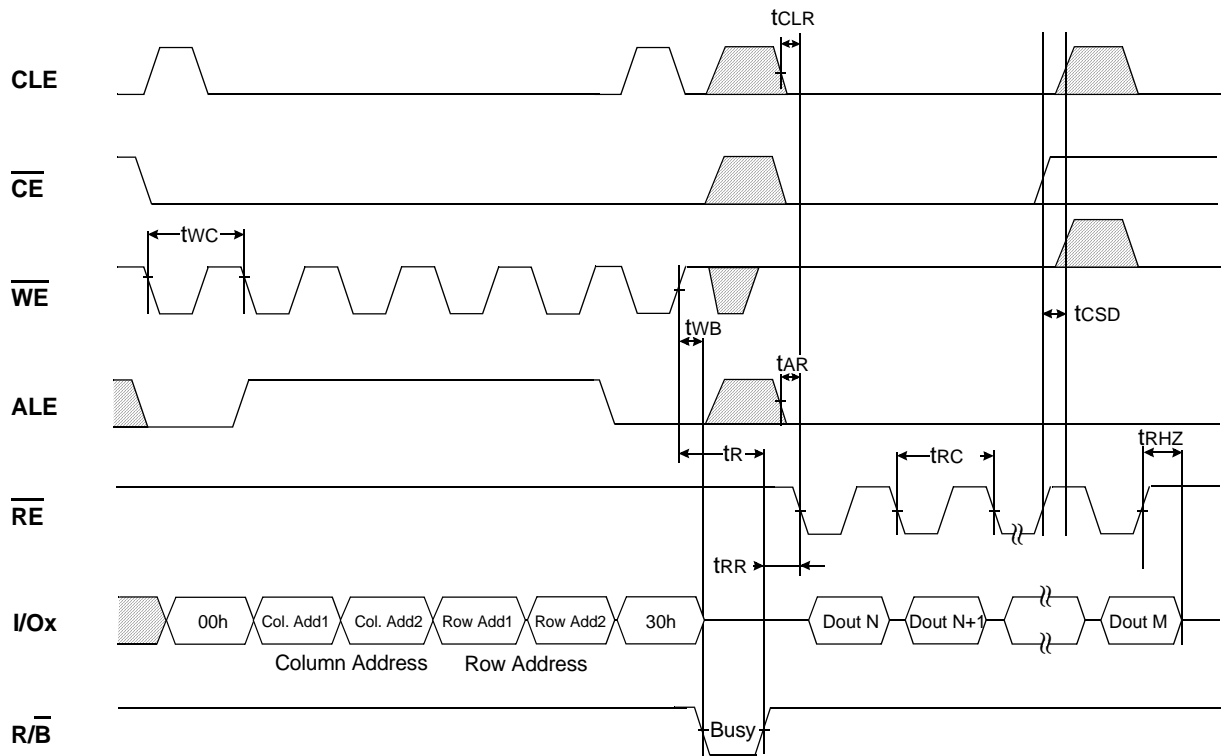 tCLR
CLE
CE
tWC
WE
tCSD
tWB
tAR
ALE
tRHZ
tR
tRC
RE
tRR
I/Ox
00h
Col. Add1
Col. Add2
Row Add1
Row Add2
30h
Dout N
Dout N+1
Dout M
Column Address
Row Address
R/B
Busy